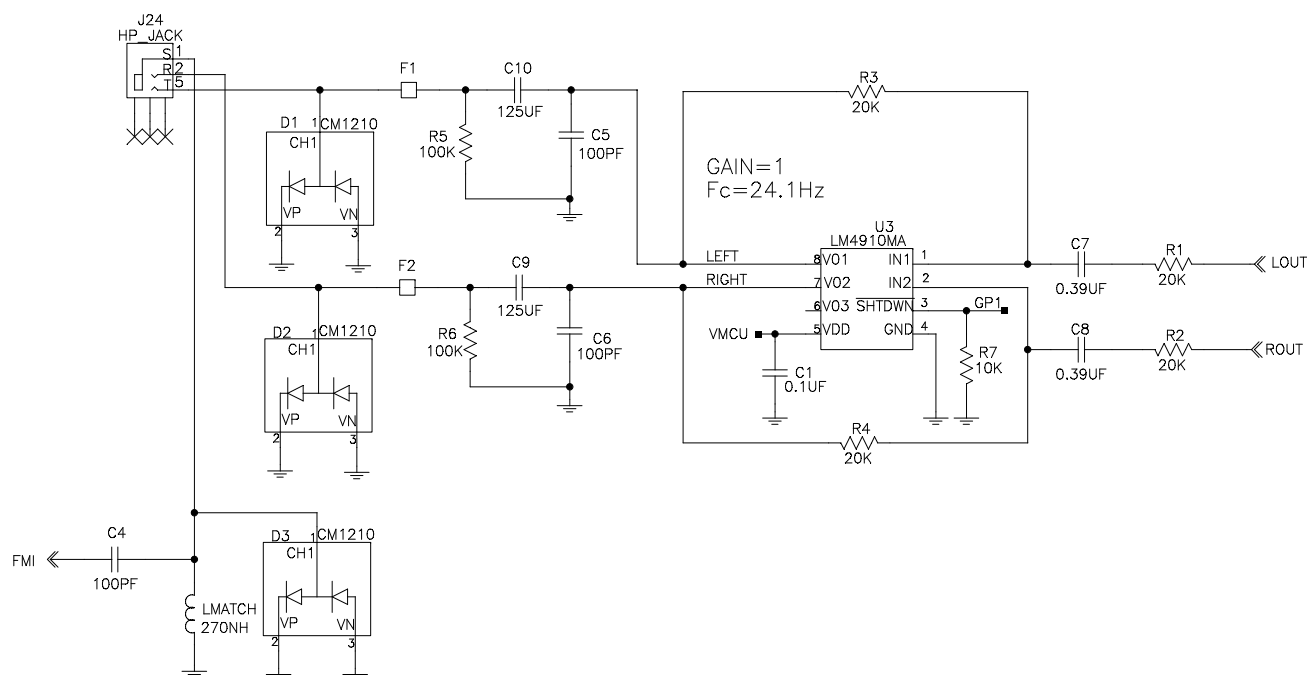 J24
HP_JACK
S 1
R 2
T 5
F1
C10
125UF
R3
20K
D1 1 CM1210
CH1
R5
100K
C5
100PF
GAIN=1
Fc=24.1Hz
VP VN
2 3
U3
LM4910MA
LEFT 8 VO1 IN1 1
C7
0.39UF
R1
20K
LOUT
F2
C9
125UF
RIGHT 7 VO2 IN2 2
6 VO3 SHTDWN 3 GP1
VMCU 5 VDD GND 4
D2 1 CM1210
CH1
R6
100K
C6
100PF
C1
0.1UF
R7
10K
C8
0.39UF
R2
20K
ROUT
VP VN
2 3
R4
20K
D3 1 CM1210
CH1
C4
FMI
100PF
LMATCH
270NH
VP VN
2 3